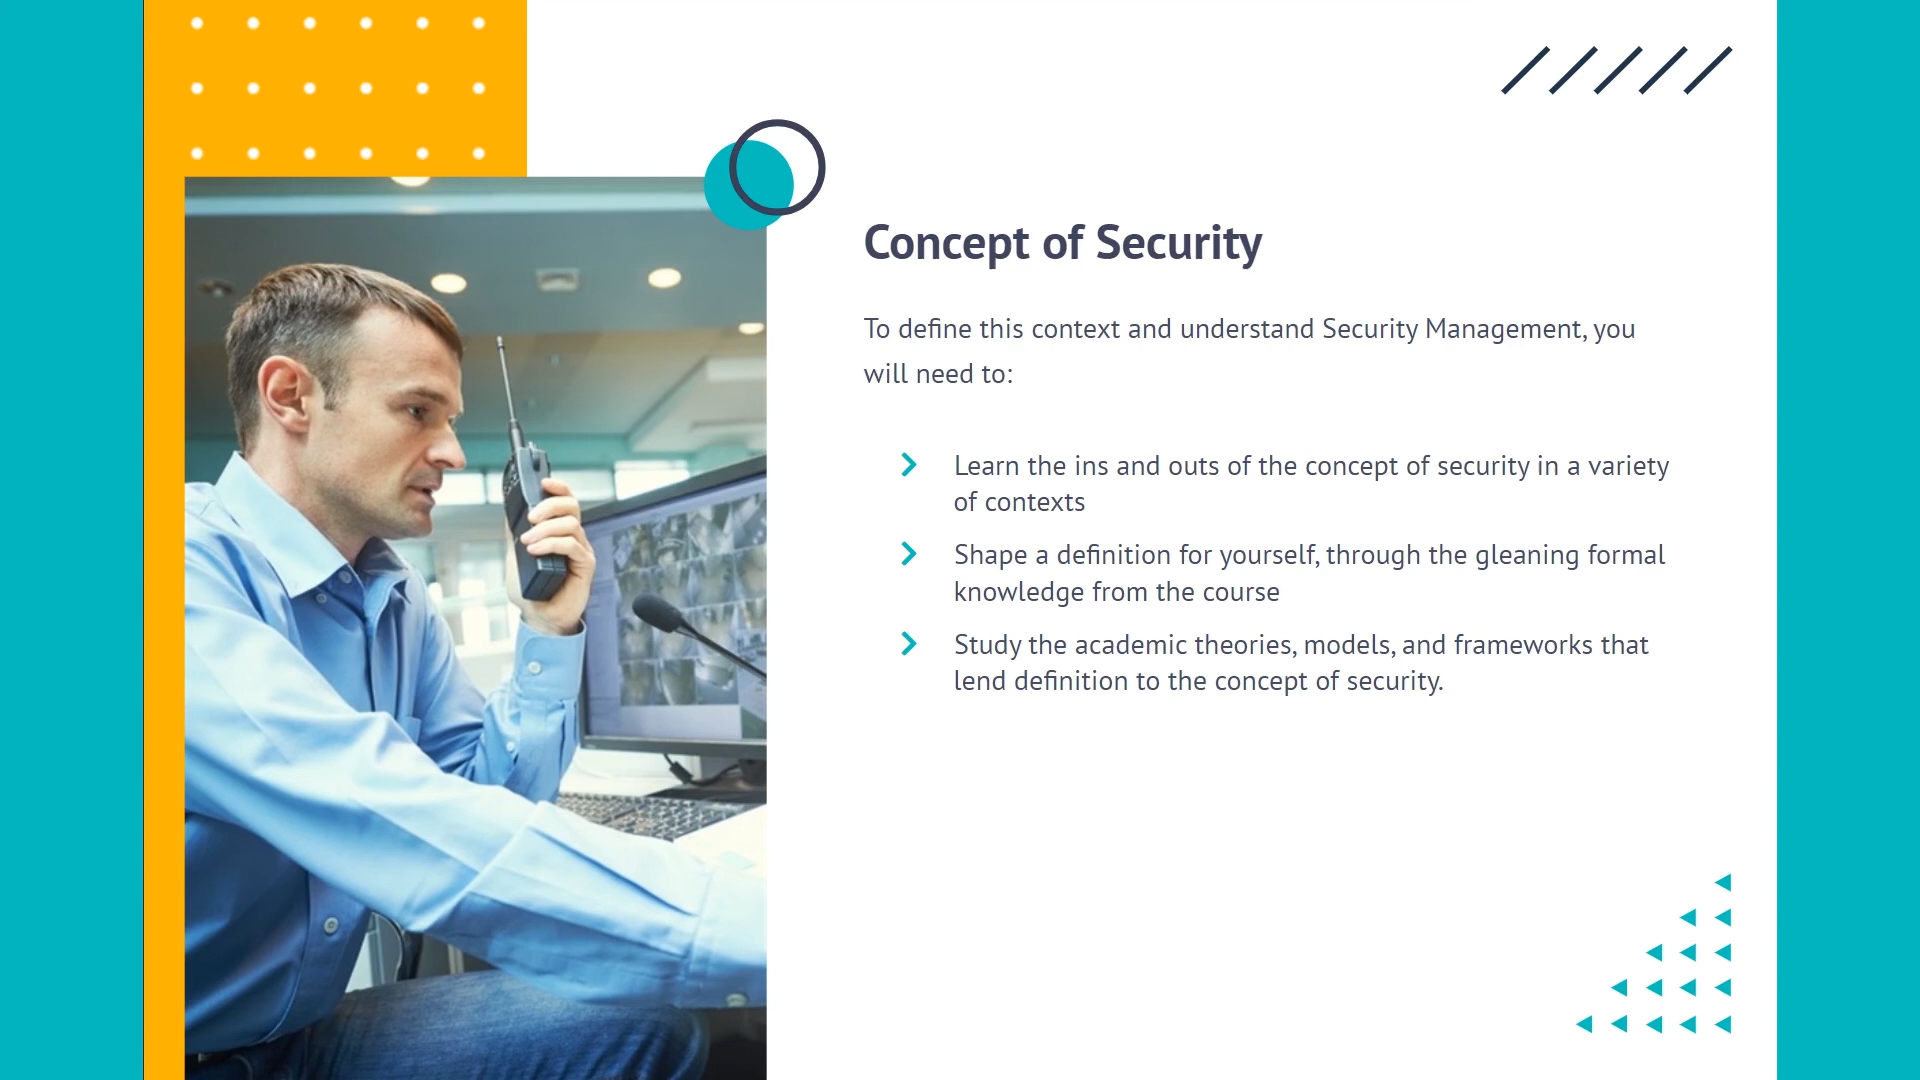 Concept of Security
To define this context and understand Security Management, you
will need to:
Learn the ins and outs of the concept of security in a variety
of contexts
Shape a definition for yourself, through the gleaning formal
knowledge from the course
Study the academic theories, models, and frameworks that
lend definition to the concept of security.